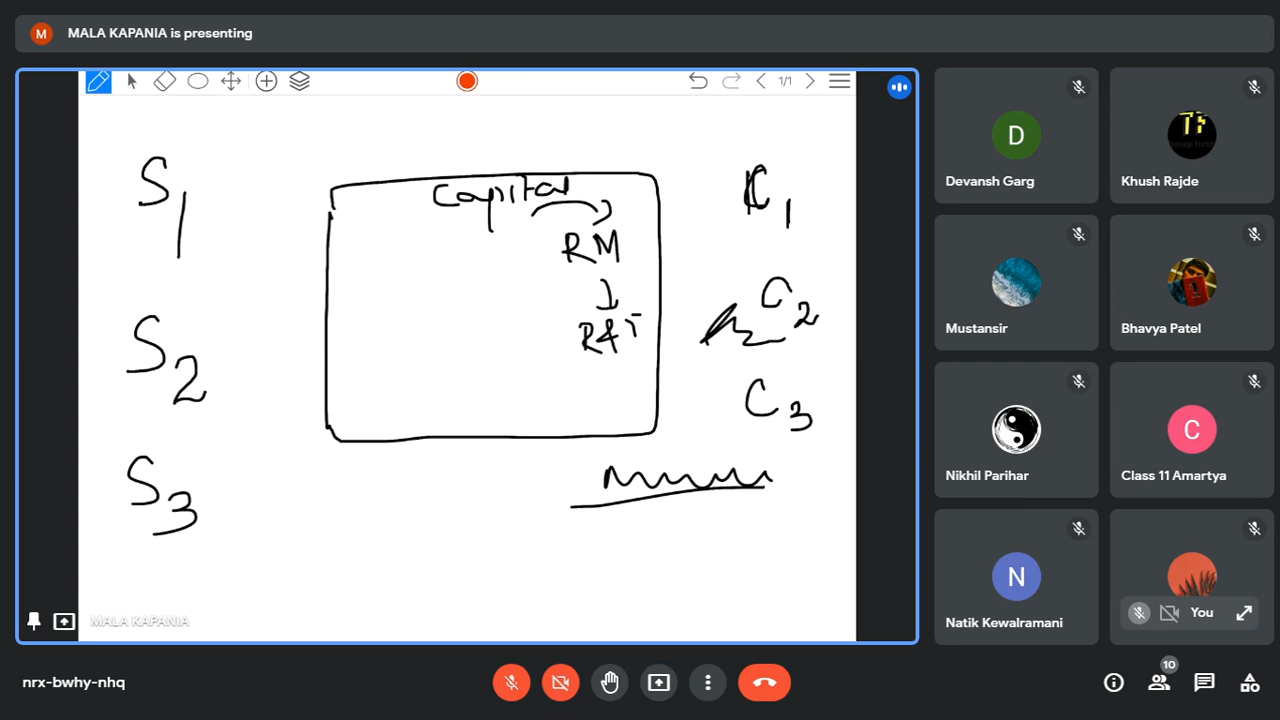 M
MALA KAPANIA is presenting
1/1
S1
S2
S3
Capital
RM
C1
C2
C3
MALA KAPANIA
D
Devansh Garg
Khush Rajde
Mustansir
Bhavya Patel
Nikhil Parihar
C
Class 11 Amartya
N
Natik Kewalramani
You
nrx-bwhy-nhq
10